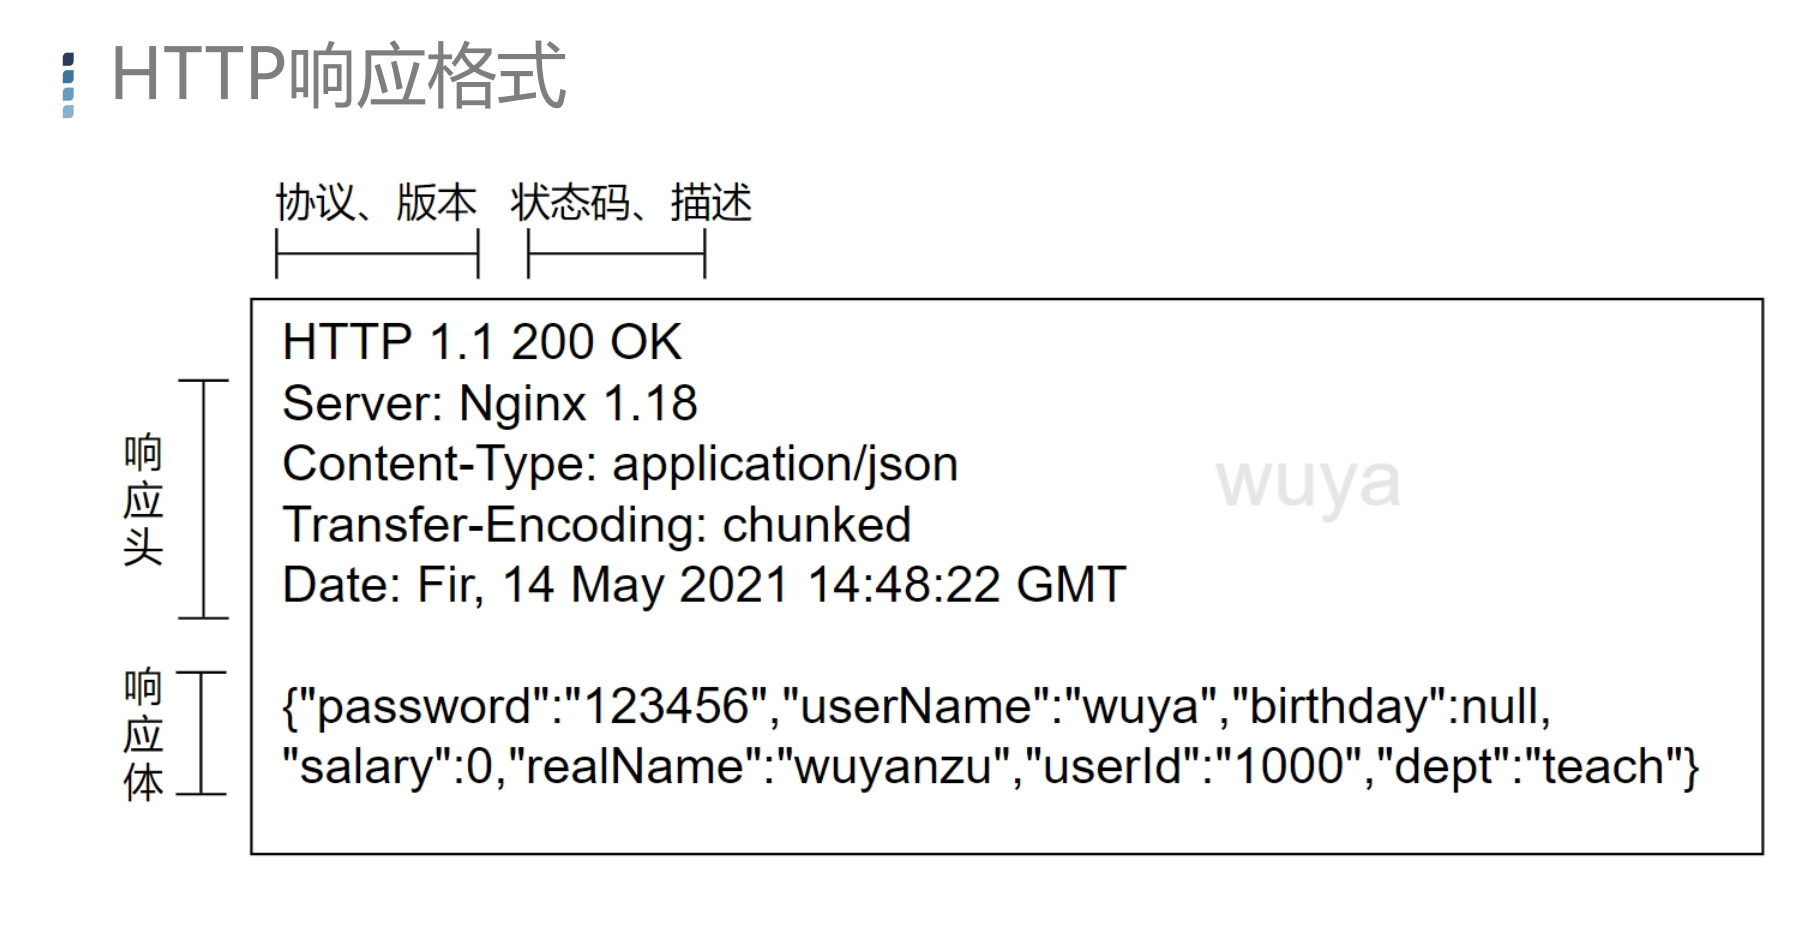 HTTP响应格式
协议、版本 状态码、描述
HTTP 1.1 200 OK
Server: Nginx 1.18
Content-Type: application/json
Transfer-Encoding: chunked
Date: Fir, 14 May 2021 14:48:22 GMT
响应头
wuya
{"password":"123456","userName":"wuya","birthday":null,
"salary":0,"realName":"wuyanzu","userId":"1000","dept":"teach"}
响应体